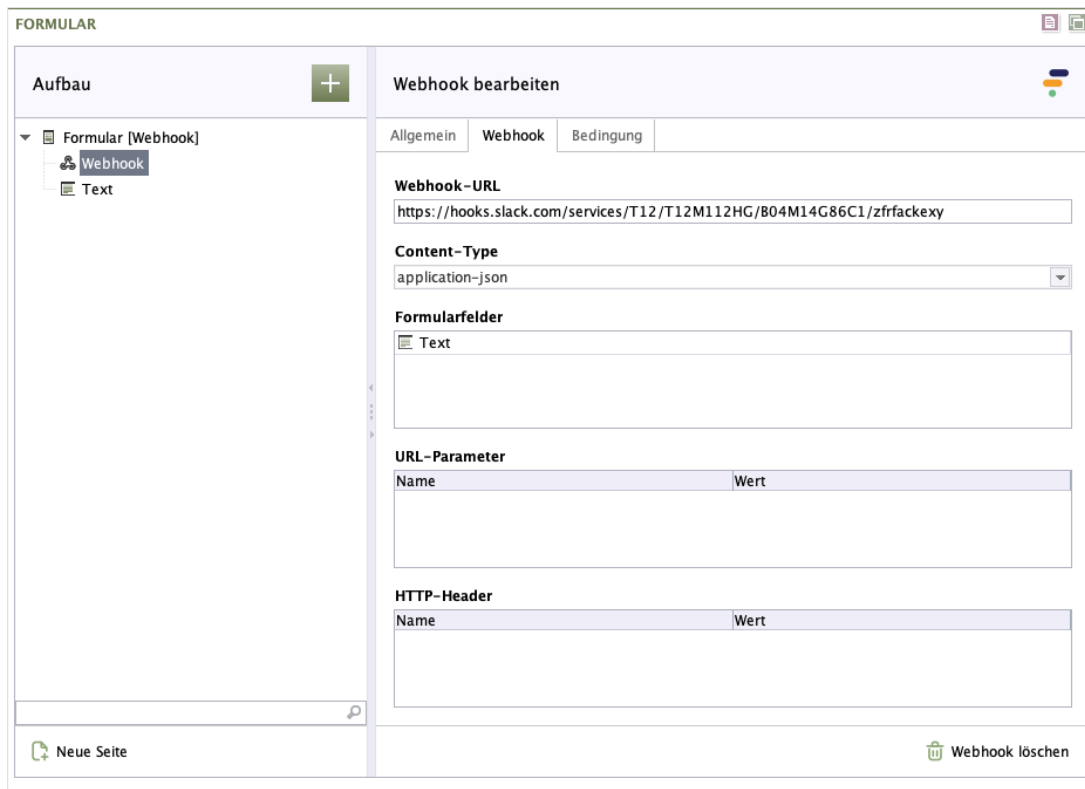 FORMULAR
Aufbau
Formular [Webhook]
Webhook
Text
Neue Seite
Webhook bearbeiten
Allgemein
Webhook
Bedingung
Webhook-URL
https://hooks.slack.com/services/T12/T12M112HG/B04M14G86C1/zfrfackexy
Content-Type
application-json
Formularfelder
Text
URL-Parameter
Name Wert
HTTP-Header
Name Wert
Webhook löschen